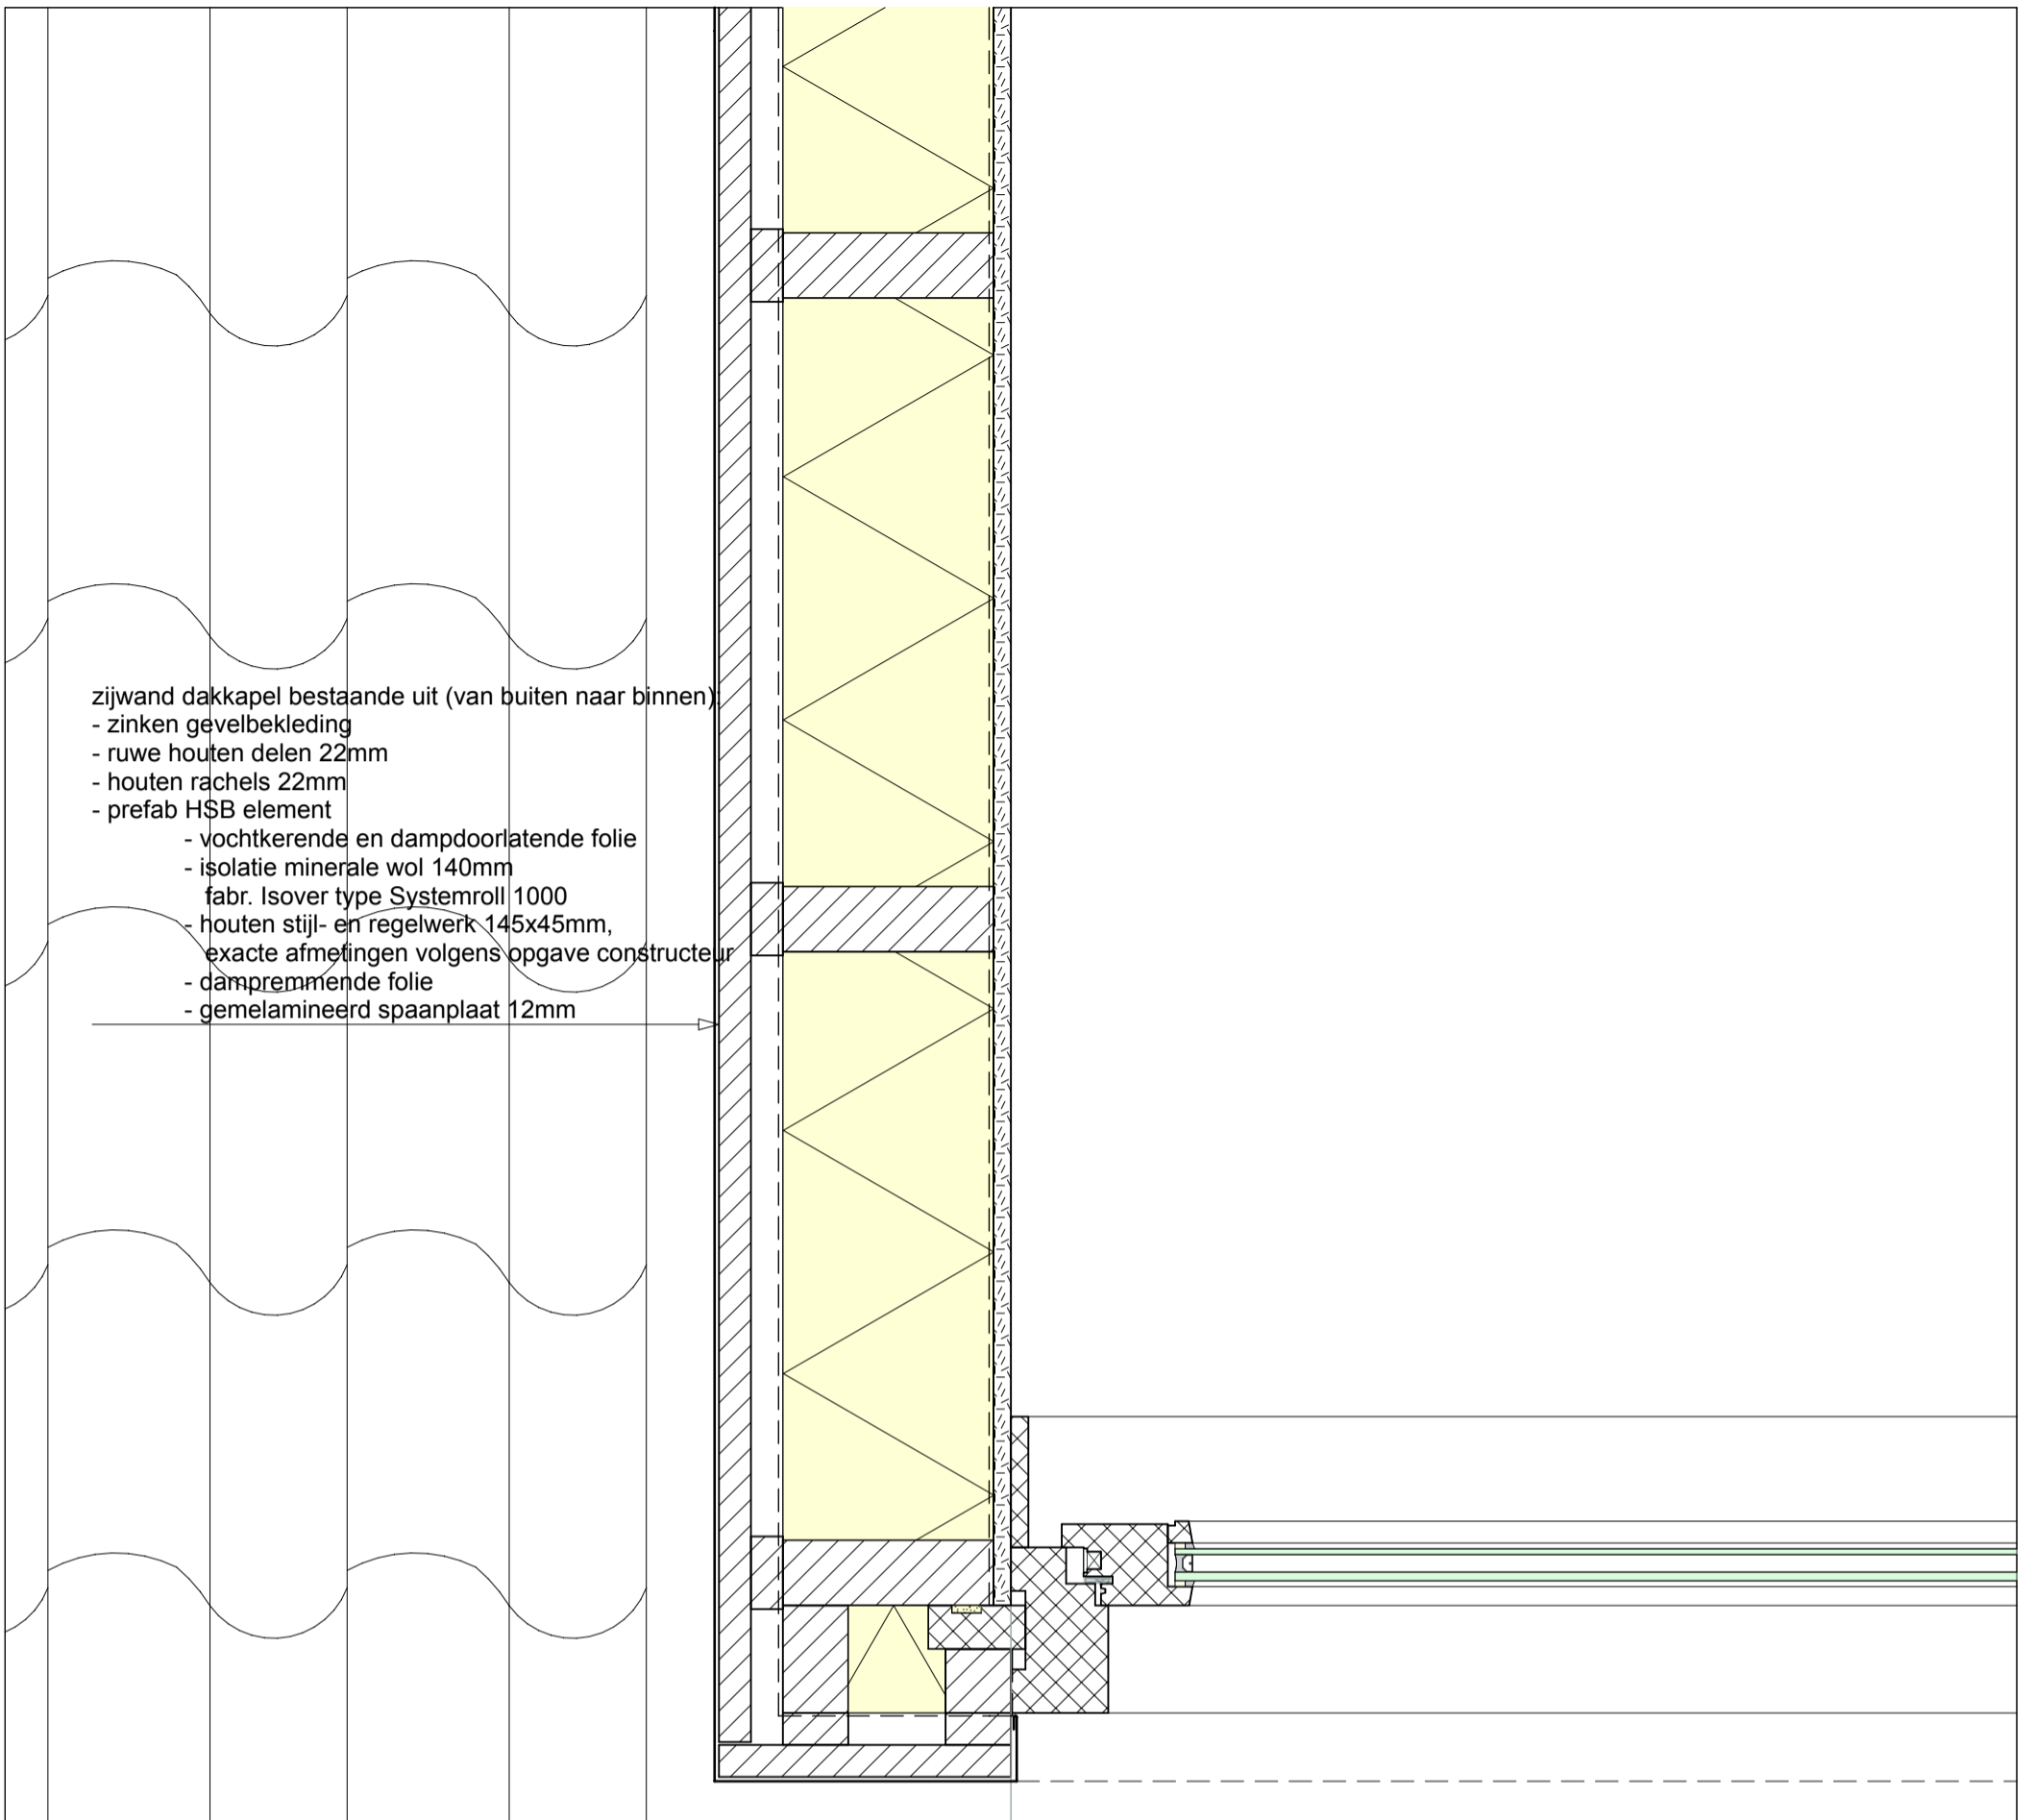 zijwand dakkapel bestaande uit (van buiten naar binnen):
- zinken gevelbekleding
- ruwe houten delen 22mm
- houten rachels 22mm
- prefab HSB element
- vochtkerende en dampdoorlatende folie
- isolatie minerale wol 140mm
fabr. Isover type Systemroll 1000
- houten stijl- en regelwerk 145x45mm,
exacte afmetingen volgens opgave constructeur
- dampremmende folie
- gemelamineerd spaanplaat 12mm